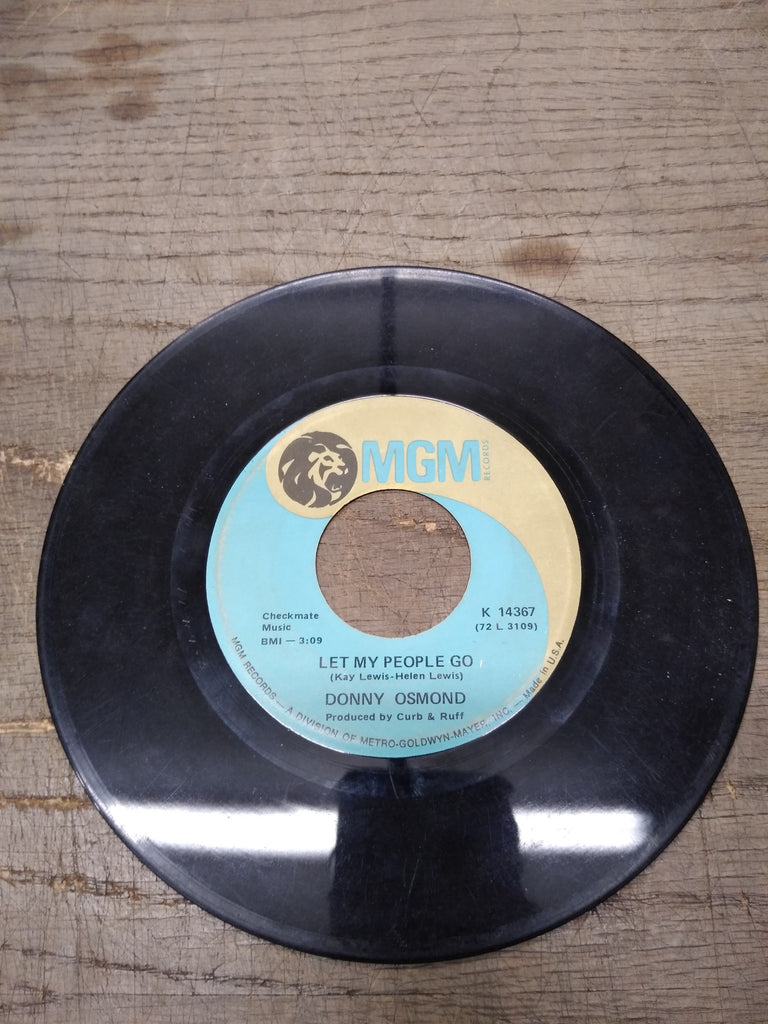 MGM
RECORDS
Checkmate
Music
BMI — 3:09
K 14367
(72 L 3109)
LET MY PEOPLE GO
(Kay Lewis-Helen Lewis)
DONNY OSMOND
Produced by Curb & Ruff
MGM RECORDS — A DIVISION OF METRO-GOLDWYN-MAYER, INC. — Made in U.S.A.